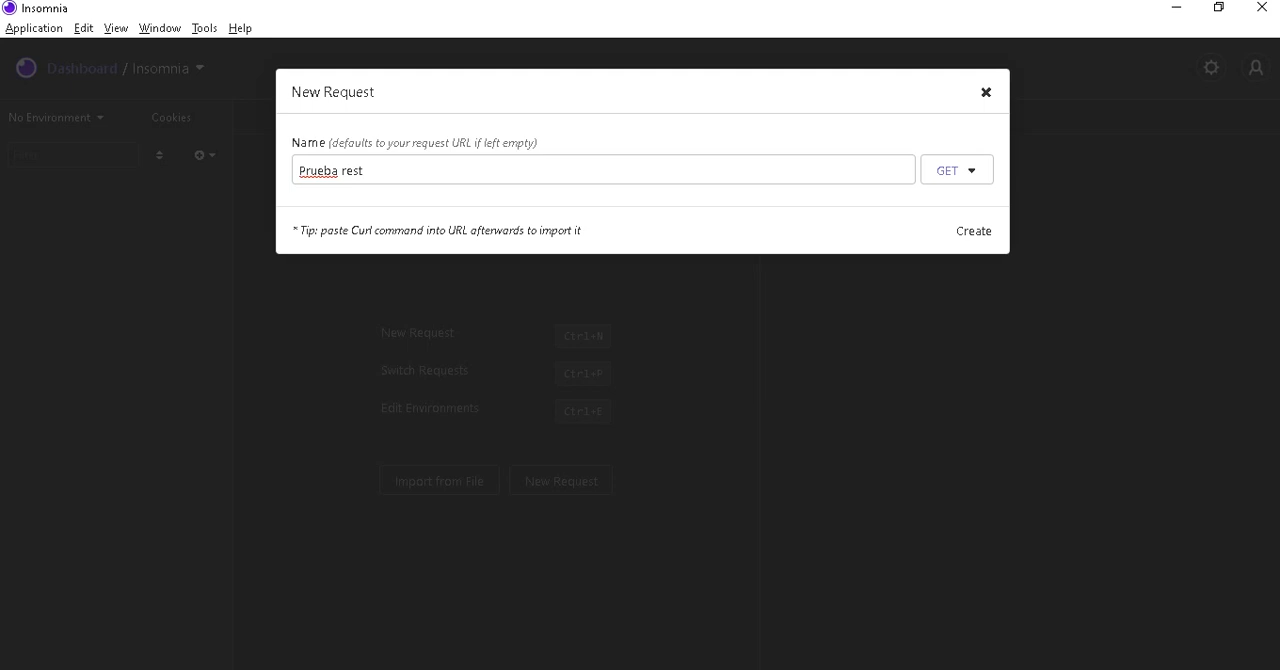 Insomnia
Application Edit View Window Tools Help
Dashboard / Insomnia
New Request
No Environment
Cookies
Name (defaults to your request URL if left empty)
Filter
Prueba rest
GET
* Tip: paste Curl command into URL afterwards to import it
Create
New Request Ctrl+N
Switch Requests Ctrl+P
Edit Environments Ctrl+E
Import from File New Request